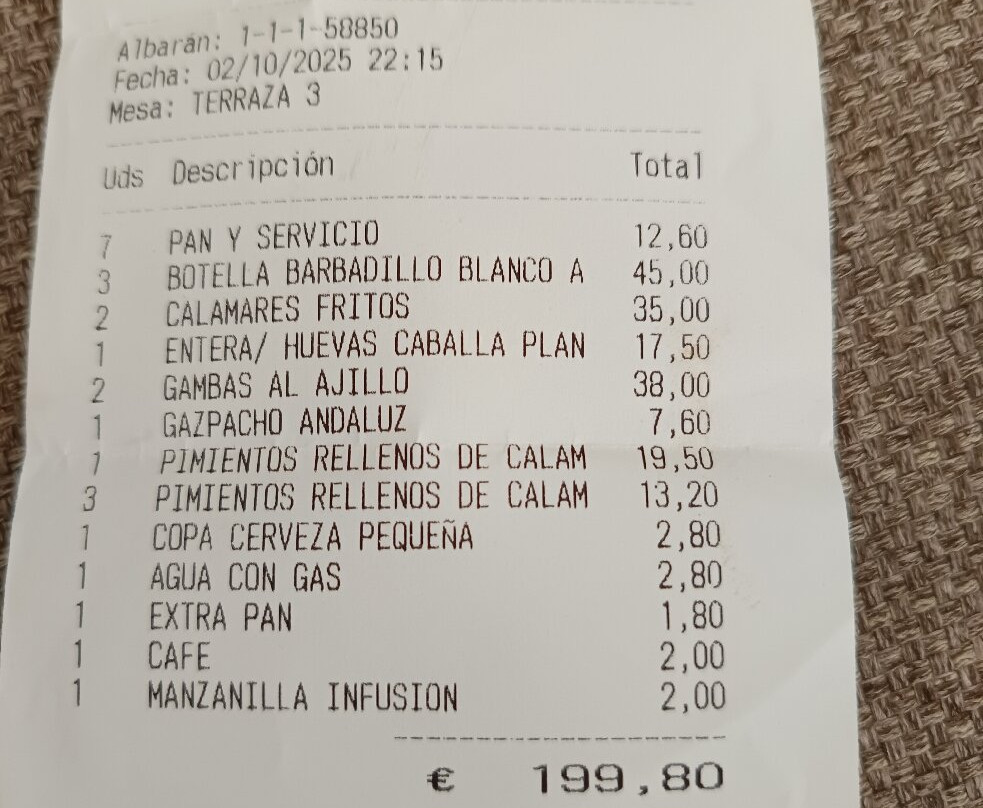 Albarán: 1-1-1-58850
Fecha: 02/10/2025 22:15
Mesa: TERRAZA 3
Uds Descripción Total
7 PAN Y SERVICIO 12,60
3 BOTELLA BARBADILLO BLANCO A 45,00
2 CALAMARES FRITOS 35,00
1 ENTERA/ HUEVAS CABALLA PLAN 17,50
2 GAMBAS AL AJILLO 38,00
1 GAZPACHO ANDALUZ 7,60
1 PIMIENTOS RELLENOS DE CALAM 19,50
3 PIMIENTOS RELLENOS DE CALAM 13,20
1 COPA CERVEZA PEQUEÑA 2,80
1 AGUA CON GAS 2,80
1 EXTRA PAN 1,80
1 CAFE 2,00
1 MANZANILLA INFUSION 2,00
€ 199,80